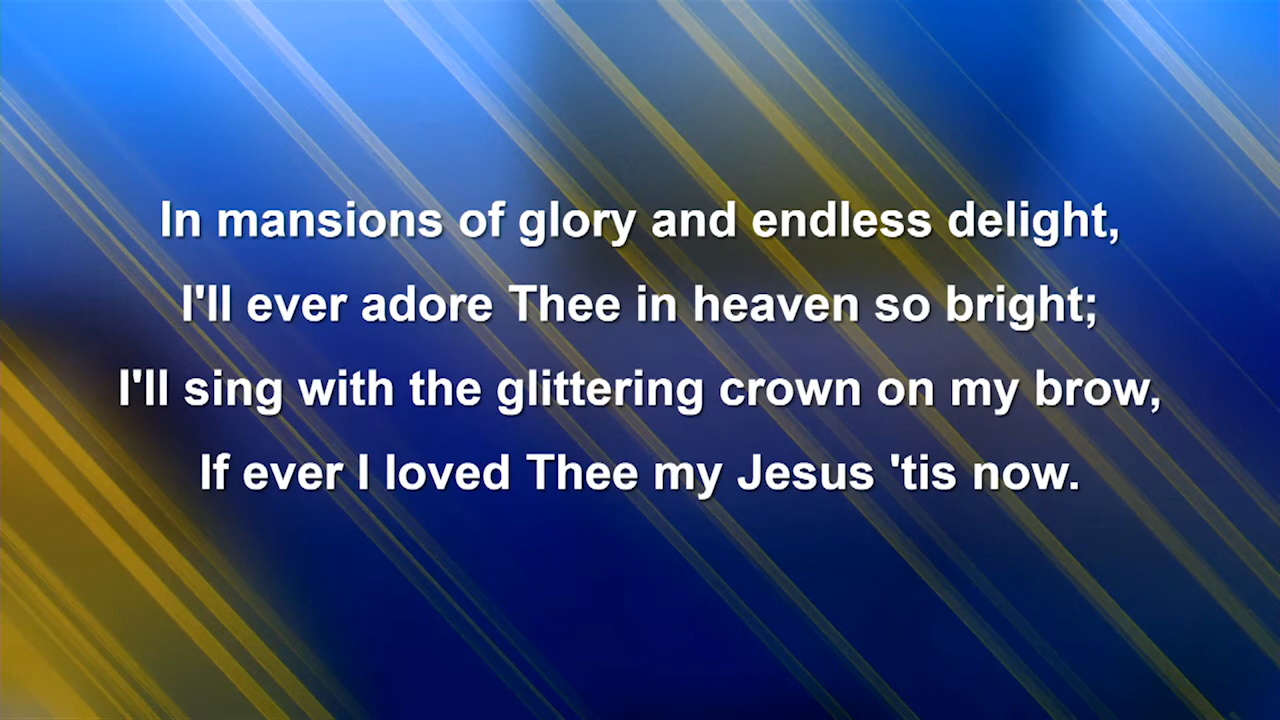 In mansions of glory and endless delight,
I'll ever adore Thee in heaven so bright;
I'll sing with the glittering crown on my brow,
If ever I loved Thee my Jesus 'tis now.